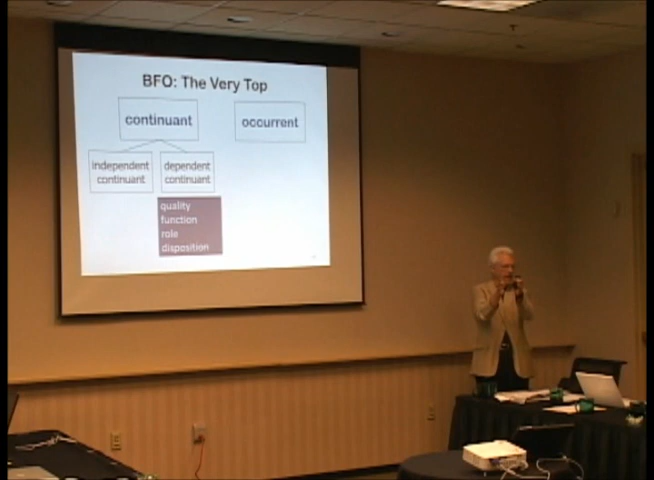 BFO: The Very Top
continuant
occurrent
independent
continuant
dependent
continuant
quality
function
role
disposition